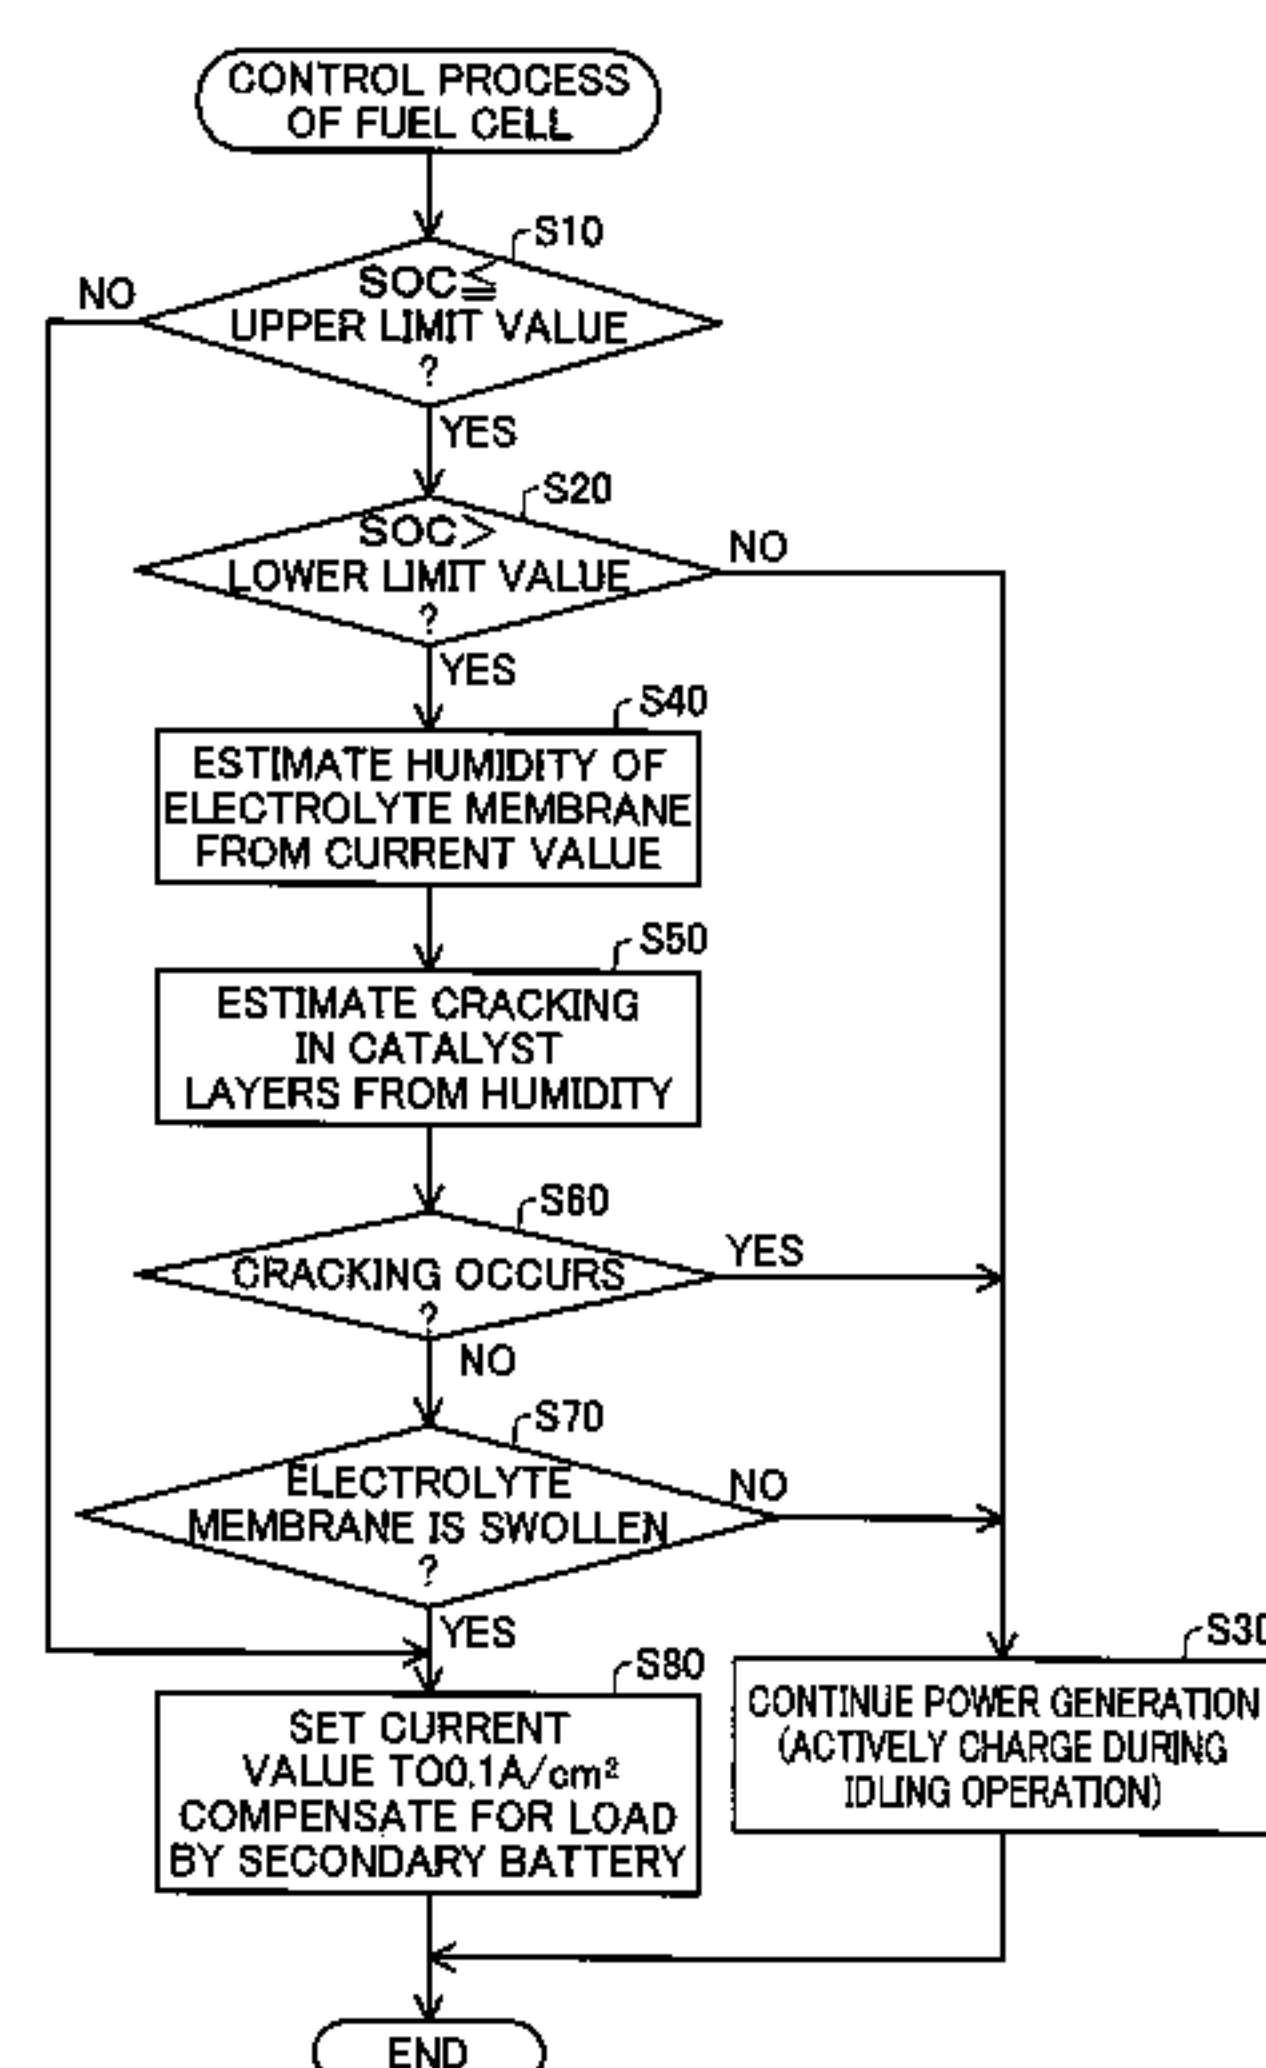 CONTROL PROCESS
OF FUEL CELL
S10
SOC≦
UPPER LIMIT VALUE
?
NO
YES
S20
SOC>
LOWER LIMIT VALUE
?
NO
YES
S40
ESTIMATE HUMIDITY OF
ELECTROLYTE MEMBRANE
FROM CURRENT VALUE
S50
ESTIMATE CRACKING
IN CATALYST
LAYERS FROM HUMIDITY
S60
CRACKING OCCURS
?
YES
NO
S70
ELECTROLYTE
MEMBRANE IS SWOLLEN
?
NO
YES
S80
SET CURRENT
VALUE TO0.1A/cm²
COMPENSATE FOR LOAD
BY SECONDARY BATTERY
S30
CONTINUE POWER GENERATION
(ACTIVELY CHARGE DURING
IDLING OPERATION)
END